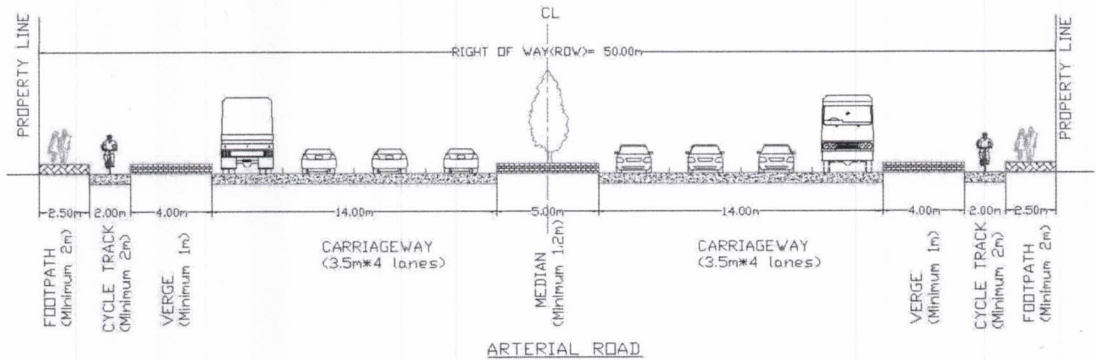 CL
PROPERTY LINE
RIGHT OF WAY(ROW)= 50.00m
PROPERTY LINE
2.50m
2.00m
4.00m
14.00m
5.00m
14.00m
4.00m
2.00m
2.50m
FOOTPATH
(Minimum 2m)
CYCLE TRACK
(Minimum 2m)
VERGE
(Minimum 1m)
CARRIAGEWAY
(3.5m*4 lanes)
MEDIAN
(Minimum 1.2m)
CARRIAGEWAY
(3.5m*4 lanes)
VERGE
(Minimum 1m)
CYCLE TRACK
(Minimum 2m)
FOOTPATH
(Minimum 2m)
ARTERIAL ROAD